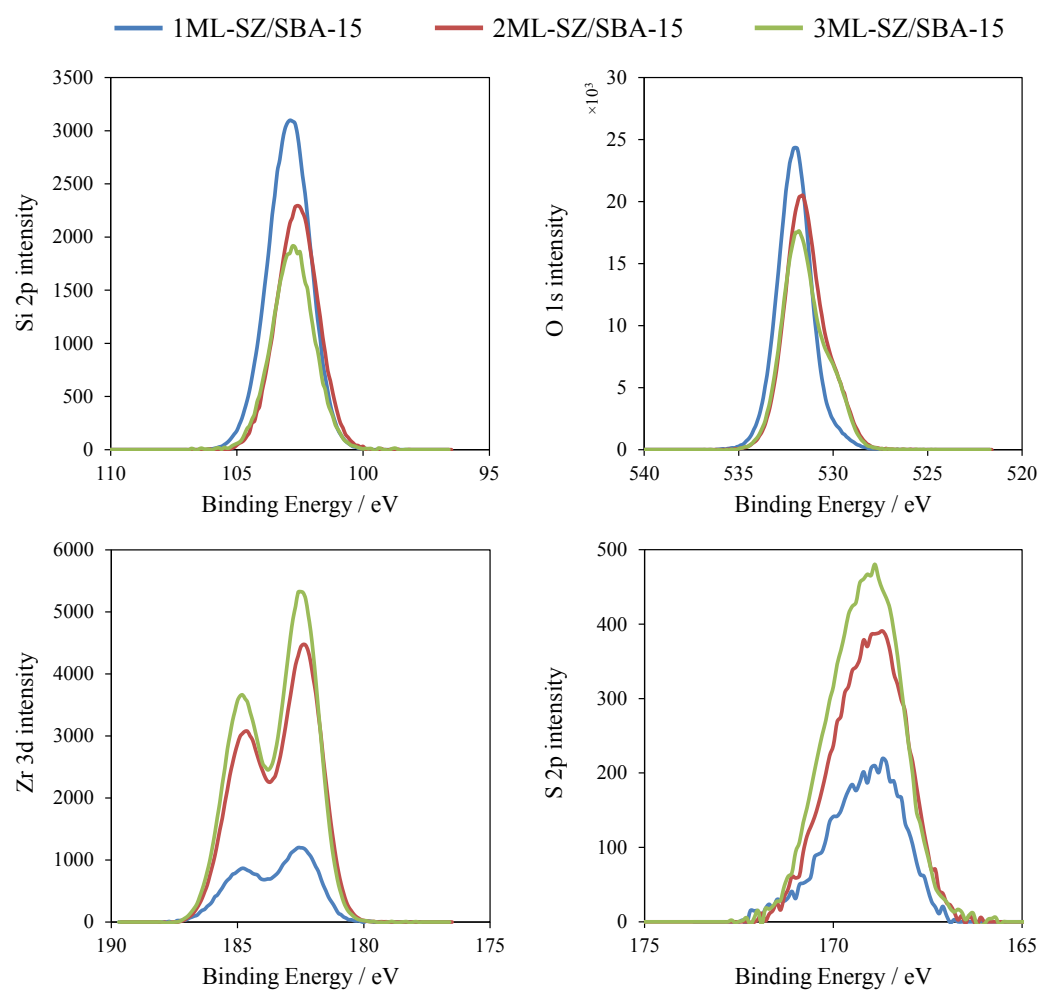 1ML-SZ/SBA-15 2ML-SZ/SBA-15 3ML-SZ/SBA-15
Si 2p intensity
3500
3000
2500
2000
1500
1000
500
0
110 105 100 95
Binding Energy / eV
O 1s intensity
×10³
30
25
20
15
10
5
0
540 535 530 525 520
Binding Energy / eV
Zr 3d intensity
6000
5000
4000
3000
2000
1000
0
190 185 180 175
Binding Energy / eV
S 2p intensity
500
400
300
200
100
0
175 170 165
Binding Energy / eV